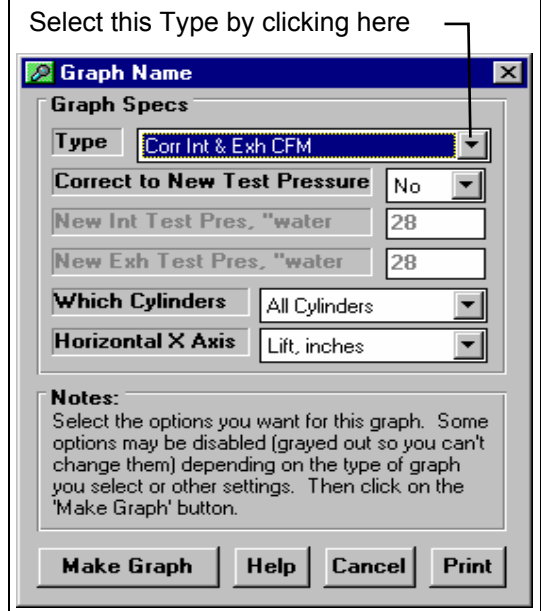 Select this Type by clicking here
Graph Name
Graph Specs
Type Corr Int & Exh CFM
Correct to New Test Pressure No
New Int Test Pres, "water 28
New Exh Test Pres, "water 28
Which Cylinders All Cylinders
Horizontal X Axis Lift, inches
Notes:
Select the options you want for this graph. Some
options may be disabled (grayed out so you can't
change them) depending on the type of graph
you select or other settings. Then click on the
'Make Graph' button.
Make Graph Help Cancel Print